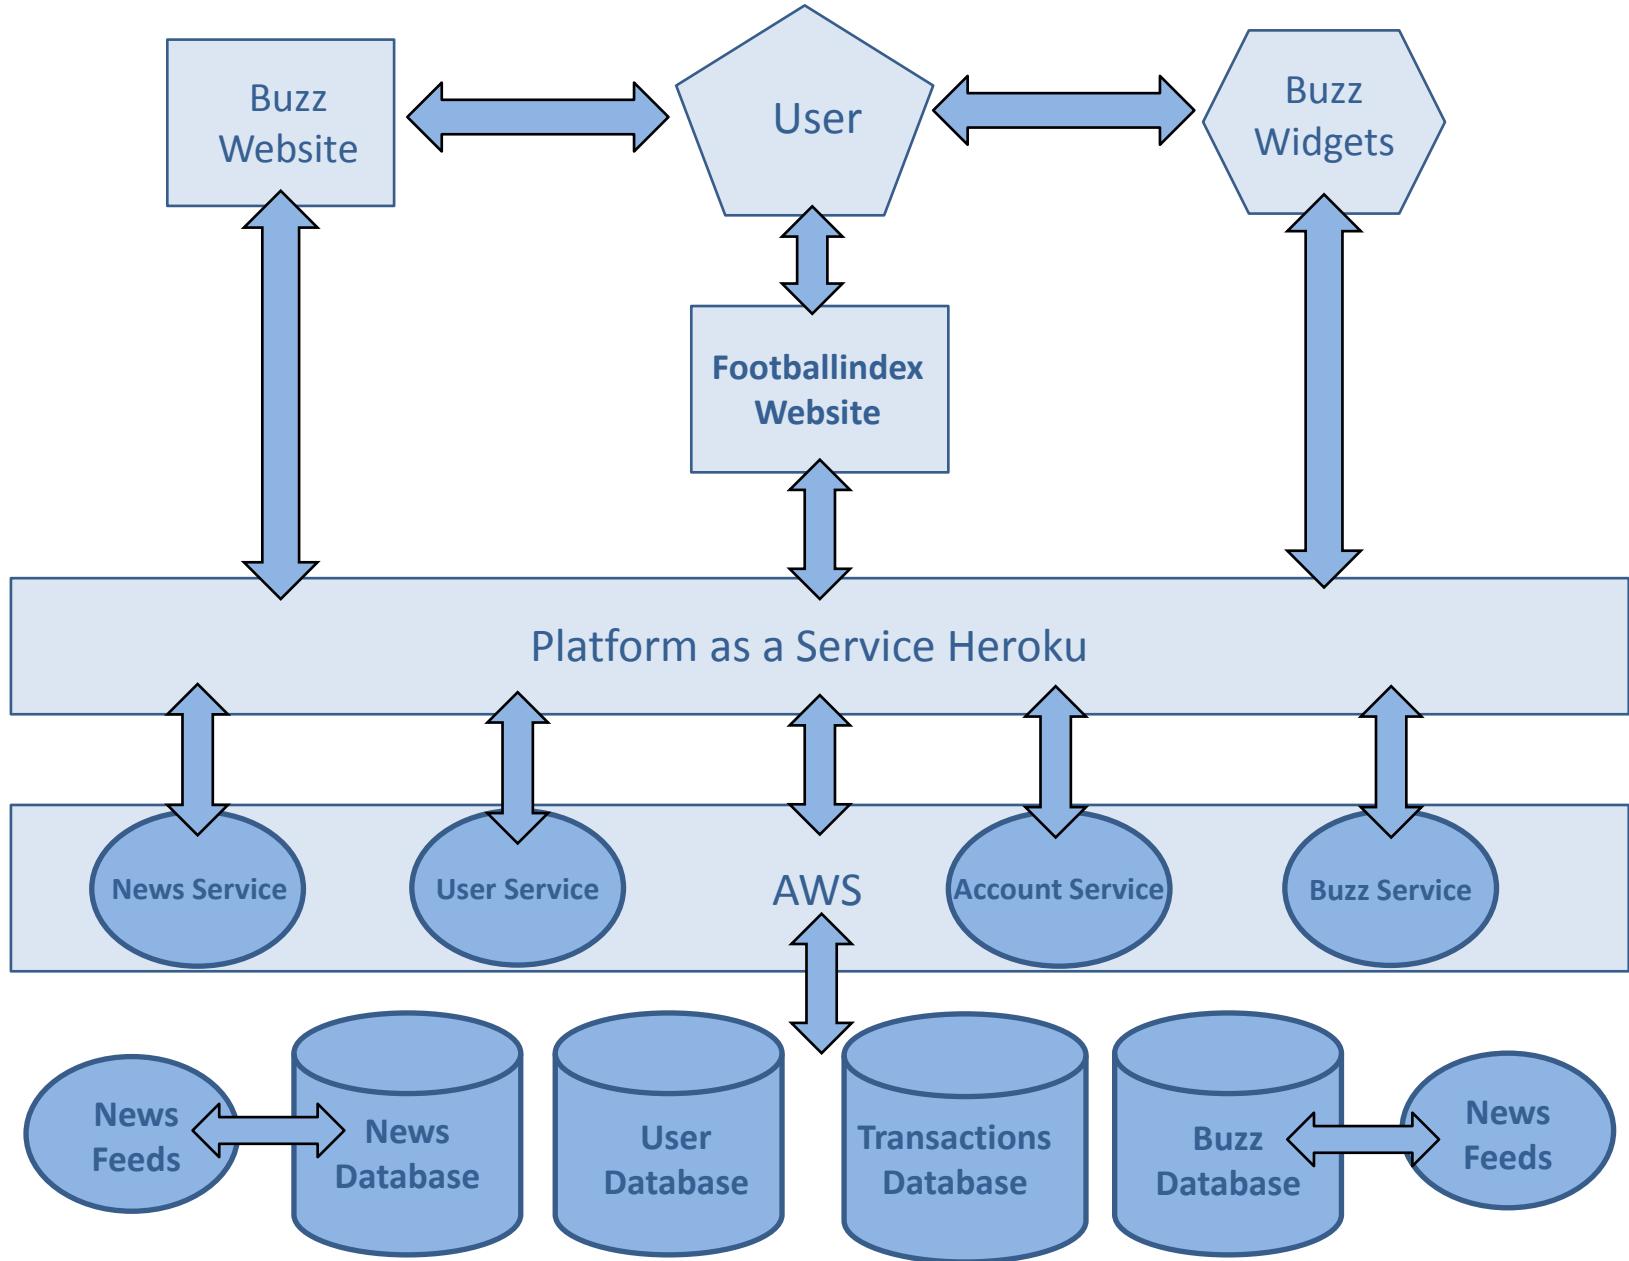 Buzz
Website
User
Buzz
Widgets
Footballindex
Website
Platform as a Service Heroku
News Service
User Service
AWS
Account Service
Buzz Service
News
Feeds
News
Database
User
Database
Transactions
Database
Buzz
Database
News
Feeds